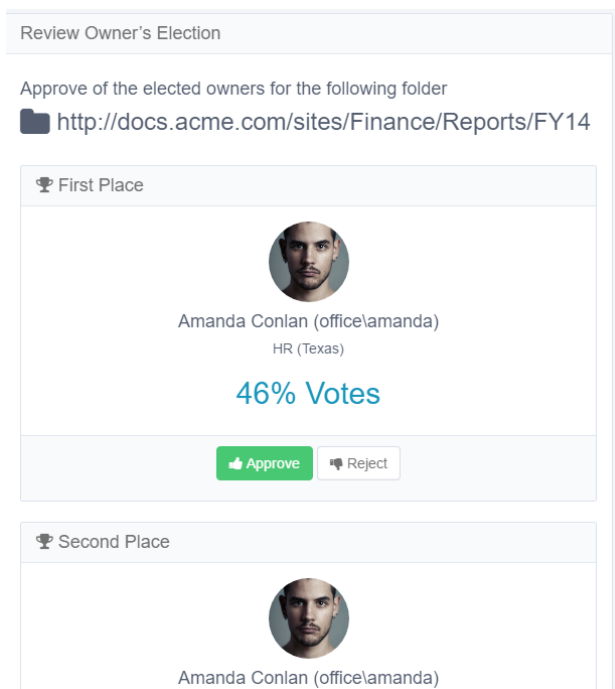 Review Owner's Election
Approve of the elected owners for the following folder
http://docs.acme.com/sites/Finance/Reports/FY14
First Place
Amanda Conlan (office\amanda)
HR (Texas)
46% Votes
Approve Reject
Second Place
Amanda Conlan (office\amanda)